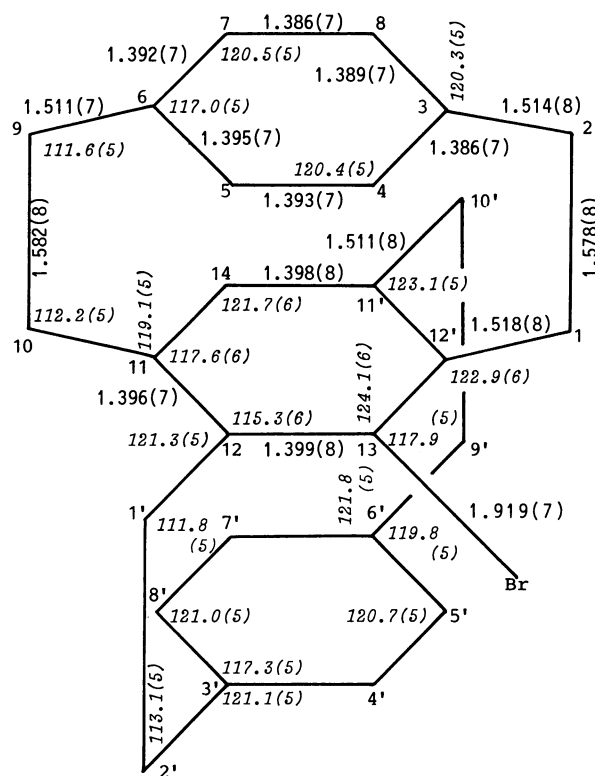 7 1.386(7) 8
1.392(7) 120.5(5) 1.389(7) 120.3(5)
1.511(7) 6 117.0(5) 3 1.514(8)
9 2
111.6(5) 1.395(7) 1.386(7)
120.4(5)
5 1.393(7) 4 10'
1.582(8) 1.578(8)
1.511(8)
14 1.398(8)
121.7(6) 11' 123.1(5)
119.1(5)
112.2(5) 12' 1.518(8)
10 1
11 117.6(6) 122.9(6)
124.1(6)
1.396(7) 115.3(6) (5)
121.3(5) 12 1.399(8) 13 117.9 9'
121.8 (5)
1' 111.8 (5) 7' 6' 119.8 (5) 1.919(7)
Br
8'
121.0(5) 120.7(5) 5'
117.3(5)
3' 121.1(5) 4'
113.1(5)
2'